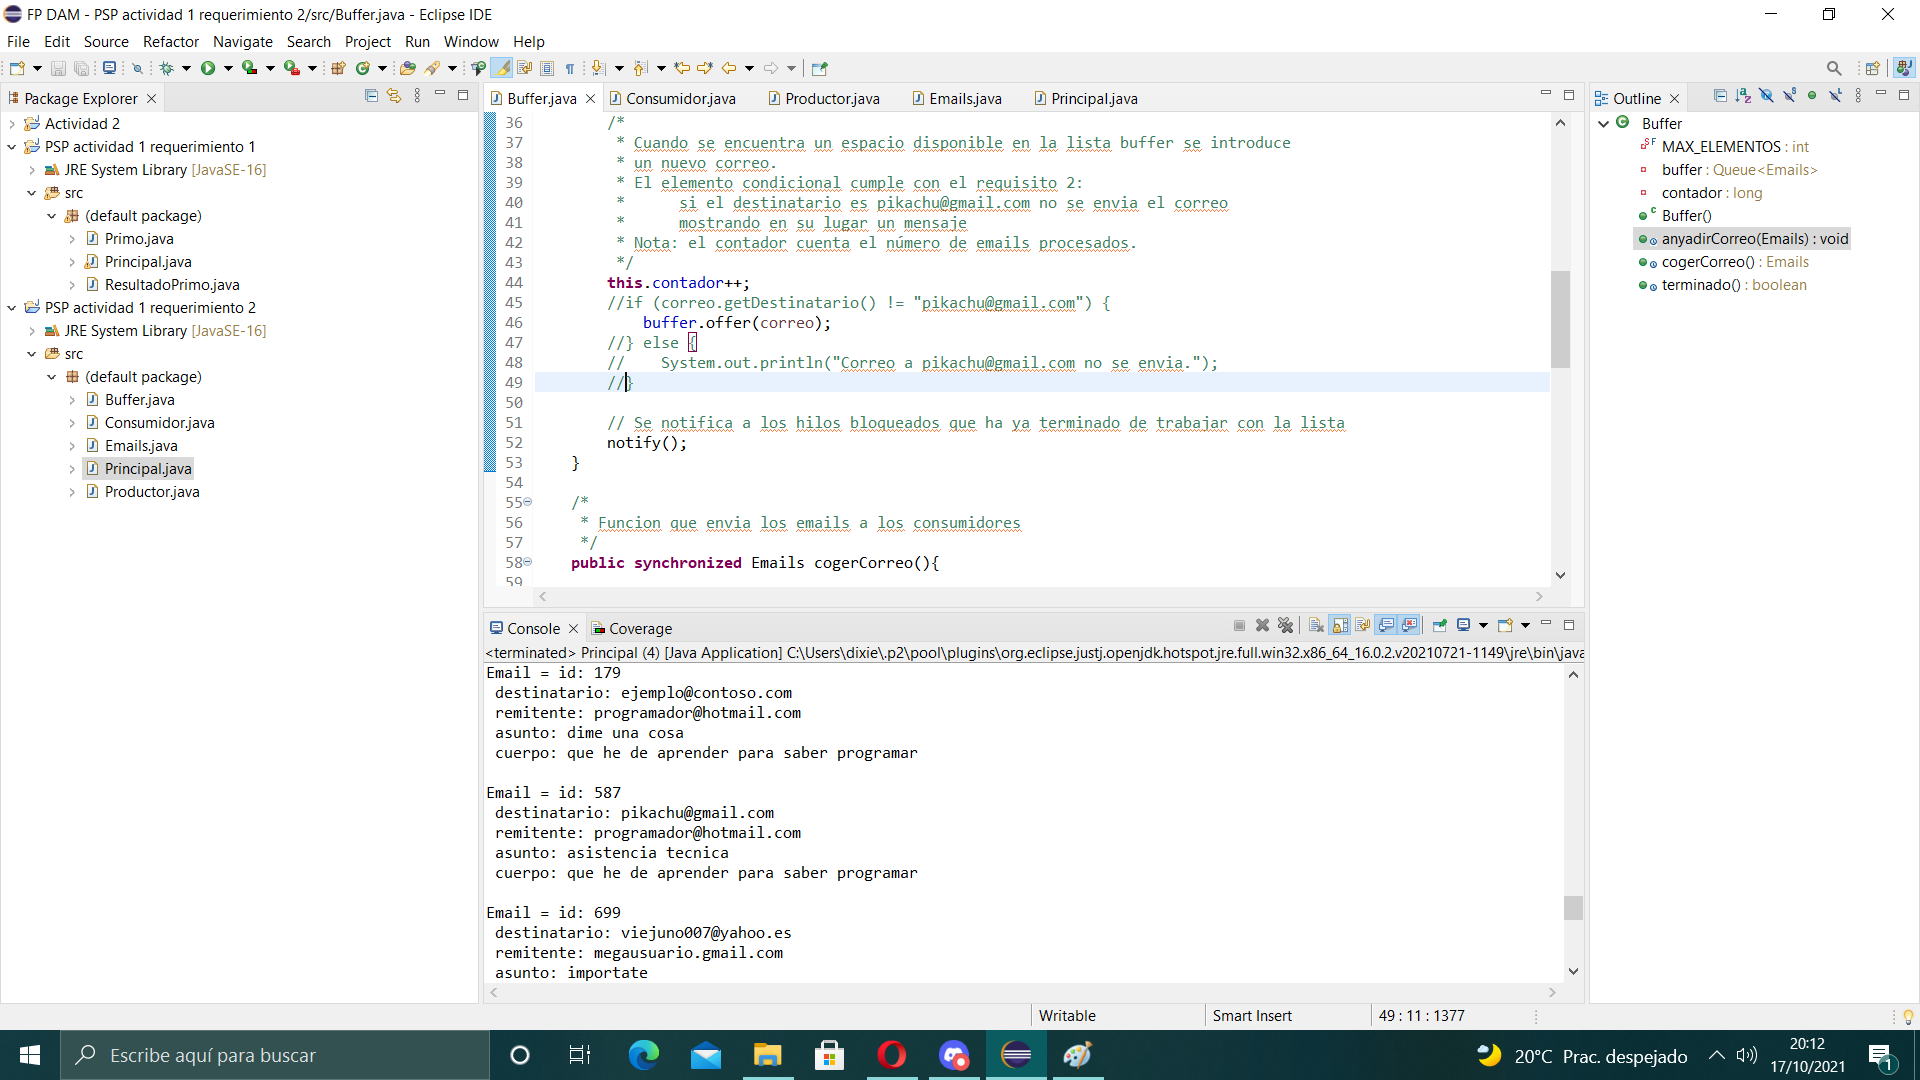 FP DAM - PSP actividad 1 requerimiento 2/src/Buffer.java - Eclipse IDE
File Edit Source Refactor Navigate Search Project Run Window Help
Package Explorer
Actividad 2
PSP actividad 1 requerimiento 1
JRE System Library [JavaSE-16]
src
(default package)
Primo.java
Principal.java
ResultadoPrimo.java
PSP actividad 1 requerimiento 2
JRE System Library [JavaSE-16]
src
(default package)
Buffer.java
Consumidor.java
Emails.java
Principal.java
Productor.java
Buffer.java Consumidor.java Productor.java Emails.java Principal.java
36 /*
37 * Cuando se encuentra un espacio disponible en la lista buffer se introduce
38 * un nuevo correo.
39 * El elemento condicional cumple con el requisito 2:
40 * si el destinatario es pikachu@gmail.com no se envia el correo
41 * mostrando en su lugar un mensaje
42 * Nota: el contador cuenta el número de emails procesados.
43 */
44 this.contador++;
45 //if (correo.getDestinatario() != "pikachu@gmail.com") {
46 buffer.offer(correo);
47 //} else {
48 // System.out.println("Correo a pikachu@gmail.com no se envia.");
49 //}
50
51 // Se notifica a los hilos bloqueados que ha ya terminado de trabajar con la lista
52 notify();
53 }
54
55 /*
56 * Funcion que envia los emails a los consumidores
57 */
58 public synchronized Emails cogerCorreo(){
59
Console Coverage
<terminated> Principal (4) [Java Application] C:\Users\dixie\.p2\pool\plugins\org.eclipse.justj.openjdk.hotspot.jre.full.win32.x86_64_16.0.2.v20210721-1149\jre\bin\java
Email = id: 179
destinatario: ejemplo@contoso.com
remitente: programador@hotmail.com
asunto: dime una cosa
cuerpo: que he de aprender para saber programar
Email = id: 587
destinatario: pikachu@gmail.com
remitente: programador@hotmail.com
asunto: asistencia tecnica
cuerpo: que he de aprender para saber programar
Email = id: 699
destinatario: viejuno007@yahoo.es
remitente: megausuario.gmail.com
asunto: importate
Outline
Buffer
MAX_ELEMENTOS : int
buffer : Queue<Emails>
contador : long
Buffer()
anyadirCorreo(Emails) : void
cogerCorreo() : Emails
terminado() : boolean
Writable Smart Insert 49 : 11 : 1377
Escribe aquí para buscar
20°C Prac. despejado
20:12
17/10/2021
1